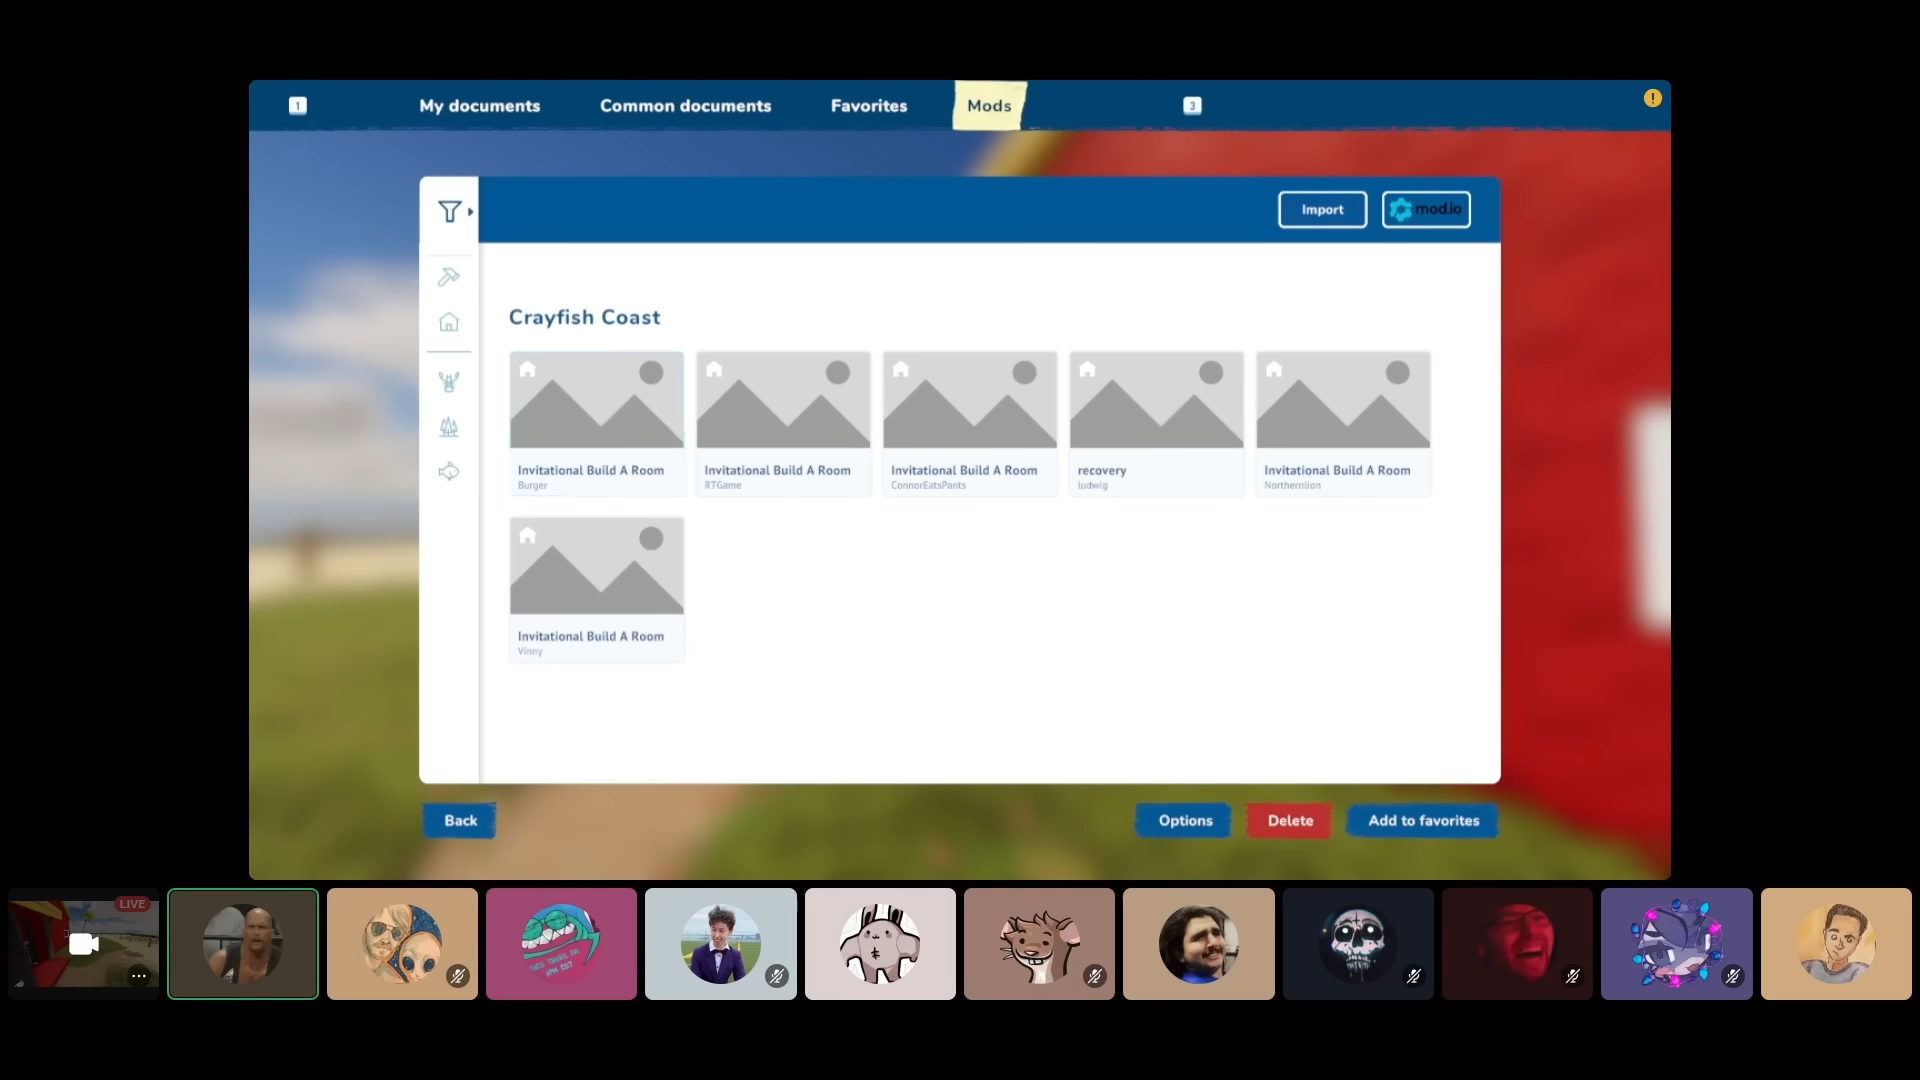 1 My documents Common documents Favorites Mods 3
!
Import mod.io
Crayfish Coast
Invitational Build A Room
Burger
Invitational Build A Room
RTGame
Invitational Build A Room
ConnorEatsPants
recovery
ludwig
Invitational Build A Room
Northernlion
Invitational Build A Room
Vinny
Back Options Delete Add to favorites
LIVE